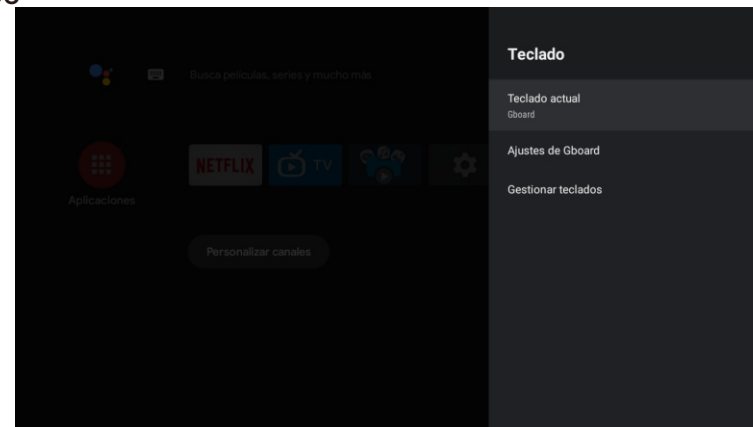 Teclado
Teclado actual
Gboard
Ajustes de Gboard
Gestionar teclados
Busca películas, series y mucho más
NETFLIX
TV
Aplicaciones
Personalizar canales